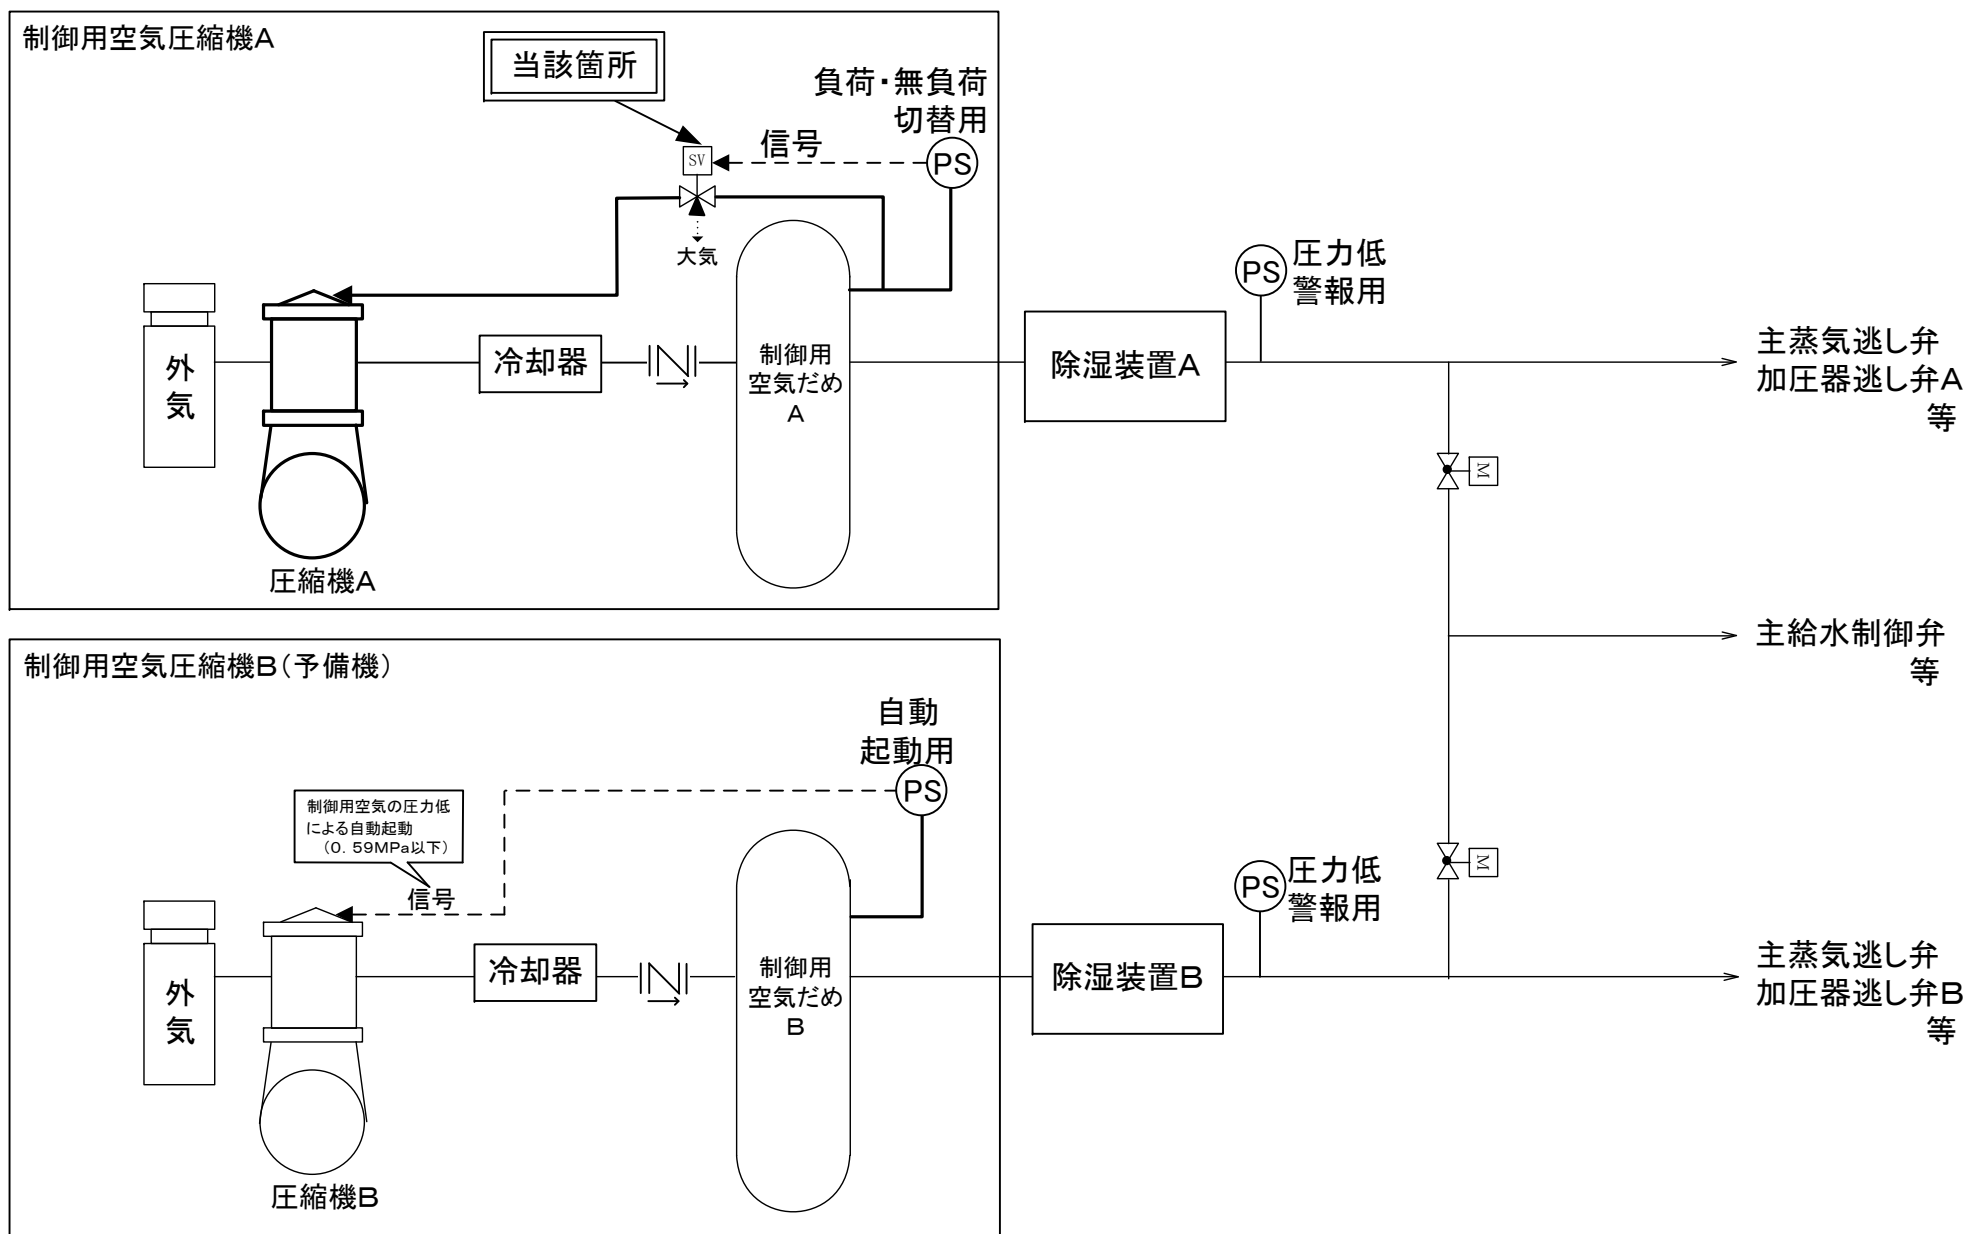 制御用空気圧縮機A
当該箇所
負荷・無負荷
切替用
信号
PS
SV
大気
外
気
冷却器
制御用
空気だめ
A
圧縮機A
除湿装置A
PS
圧力低
警報用
主蒸気逃し弁
加圧器逃し弁A
等
M
主給水制御弁
等
制御用空気圧縮機B(予備機)
自動
起動用
PS
制御用空気の圧力低
による自動起動
(0.59MPa以下)
信号
外
気
冷却器
制御用
空気だめ
B
圧縮機B
除湿装置B
PS
圧力低
警報用
M
主蒸気逃し弁
加圧器逃し弁B
等